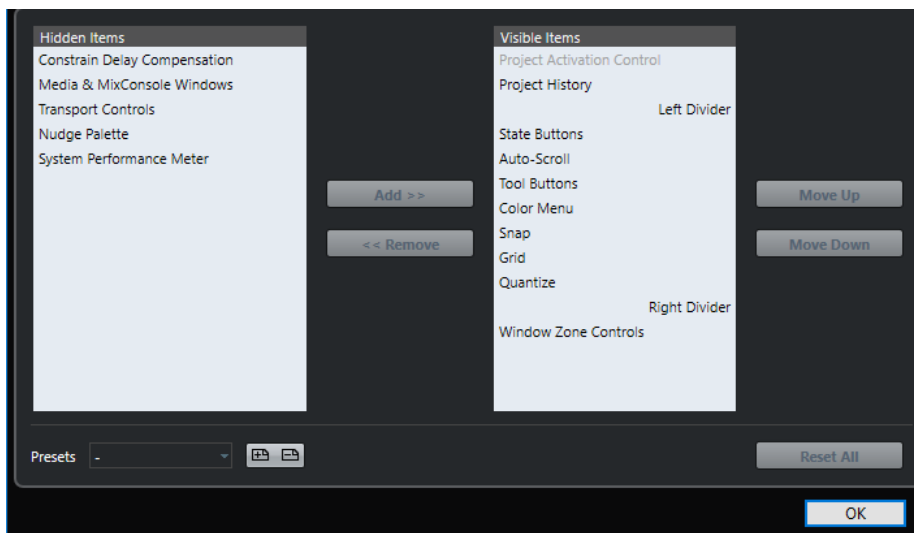 Hidden Items
Constrain Delay Compensation
Media & MixConsole Windows
Transport Controls
Nudge Palette
System Performance Meter
Add >>
<< Remove
Visible Items
Project Activation Control
Project History
Left Divider
State Buttons
Auto-Scroll
Tool Buttons
Color Menu
Snap
Grid
Quantize
Right Divider
Window Zone Controls
Move Up
Move Down
Presets -
Reset All
OK